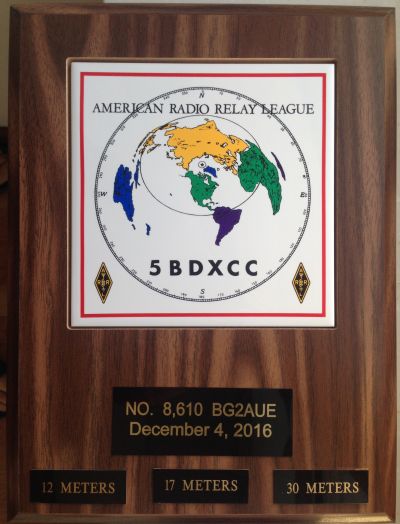 AMERICAN RADIO RELAY LEAGUE
N
W
E
5BDXCC
S
NO. 8,610 BG2AUE
December 4, 2016
12 METERS 17 METERS 30 METERS